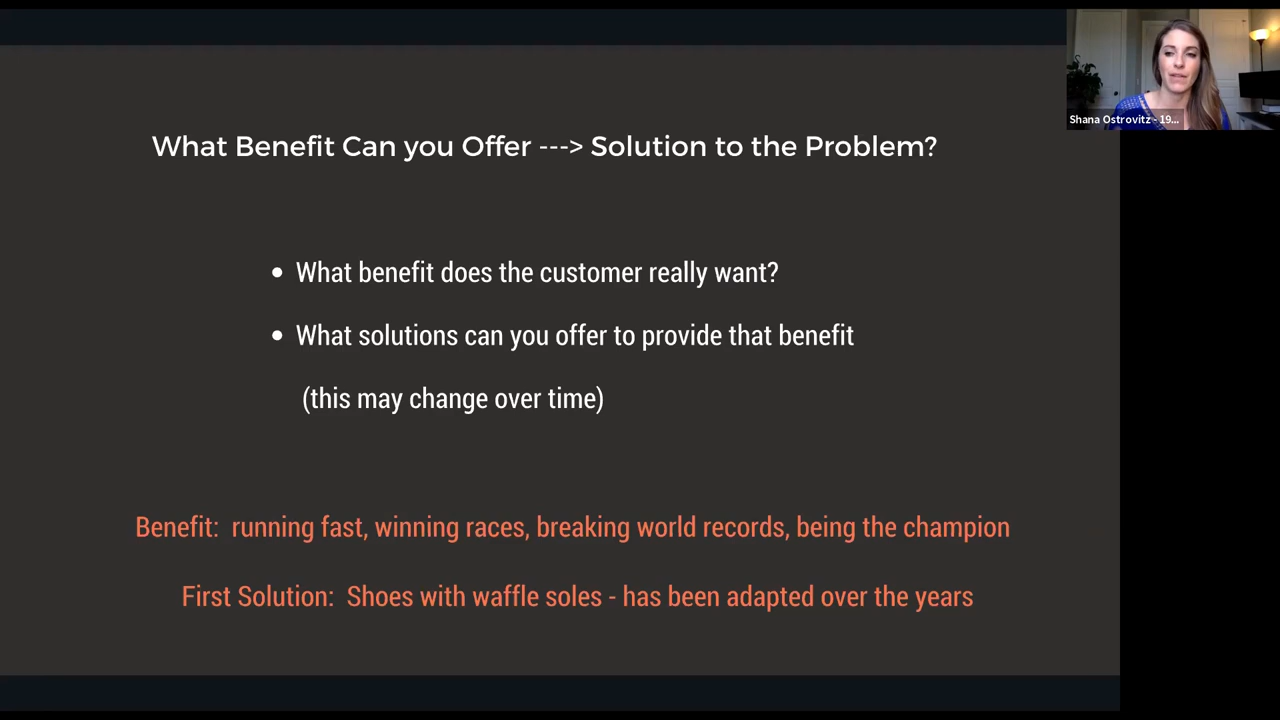 Shana Ostrovitz - 19...
What Benefit Can you Offer ---> Solution to the Problem?
• What benefit does the customer really want?
• What solutions can you offer to provide that benefit
(this may change over time)
Benefit: running fast, winning races, breaking world records, being the champion
First Solution: Shoes with waffle soles - has been adapted over the years